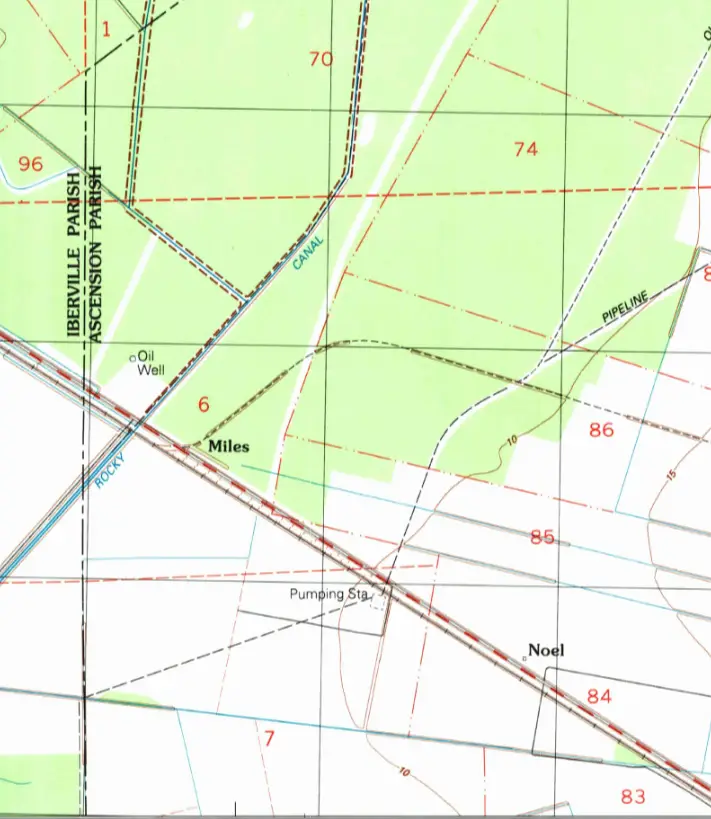 1
70
74
96
IBERVILLE PARISH
ASCENSION PARISH
CANAL
8
PIPELINE
Oil
Well
6
Miles
10
86
ROCKY
15
85
Pumping Sta
Noel
84
7
10
83